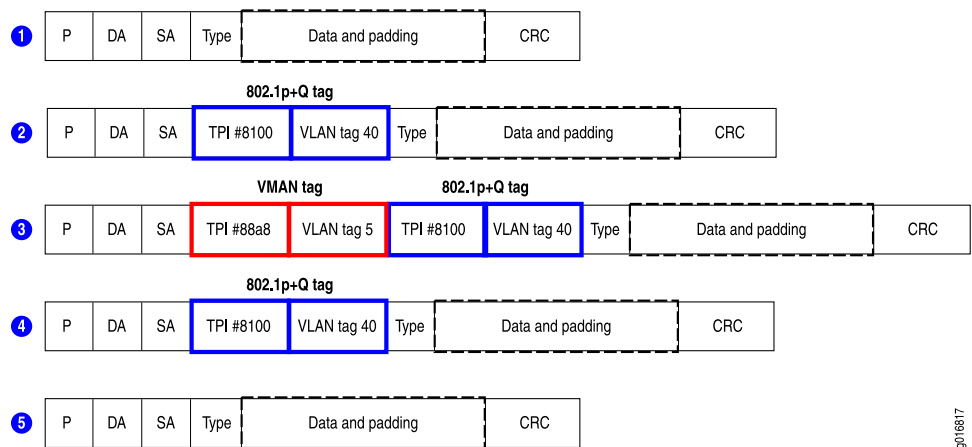 1 P DA SA Type Data and padding CRC
802.1p+Q tag
2 P DA SA TPI #8100 VLAN tag 40 Type Data and padding CRC
VMAN tag 802.1p+Q tag
3 P DA SA TPI #88a8 VLAN tag 5 TPI #8100 VLAN tag 40 Type Data and padding CRC
802.1p+Q tag
4 P DA SA TPI #8100 VLAN tag 40 Type Data and padding CRC
5 P DA SA Type Data and padding CRC
g016817